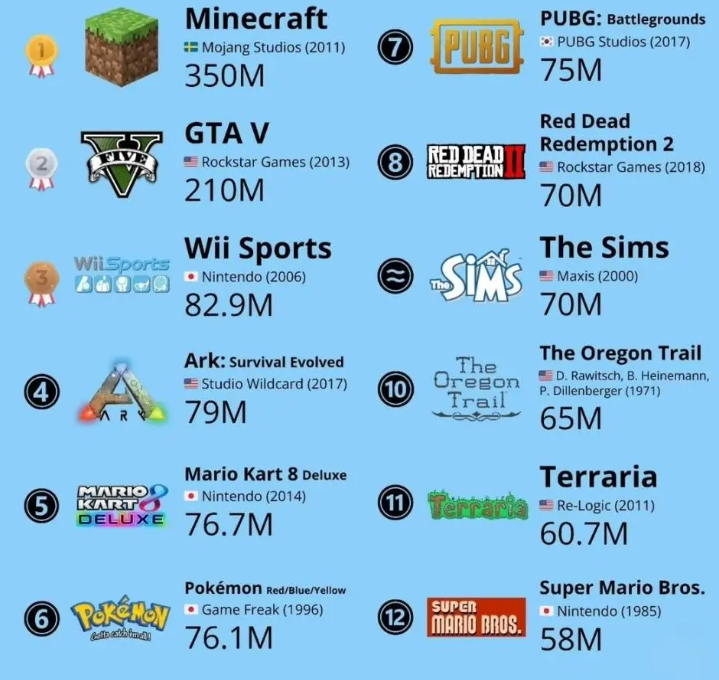 1
Minecraft
Mojang Studios (2011)
350M
2
FIVE
GTA V
Rockstar Games (2013)
210M
3
Wii Sports
Wii Sports
Nintendo (2006)
82.9M
4
ARK
Ark: Survival Evolved
Studio Wildcard (2017)
79M
5
MARIO
KART 8
DELUXE
Mario Kart 8 Deluxe
Nintendo (2014)
76.7M
6
POKéMON
Gotta catch 'em all!
Pokémon Red/Blue/Yellow
Game Freak (1996)
76.1M
7
PUBG
PUBG: Battlegrounds
PUBG Studios (2017)
75M
8
RED DEAD
REDEMPTION II
Red Dead
Redemption 2
Rockstar Games (2018)
70M
≈
The SIMS
The Sims
Maxis (2000)
70M
10
The
Oregon
Trail
The Oregon Trail
D. Rawitsch, B. Heinemann,
P. Dillenberger (1971)
65M
11
Terraria
Terraria
Re-Logic (2011)
60.7M
12
SUPER
MARIO BROS.
Super Mario Bros.
Nintendo (1985)
58M